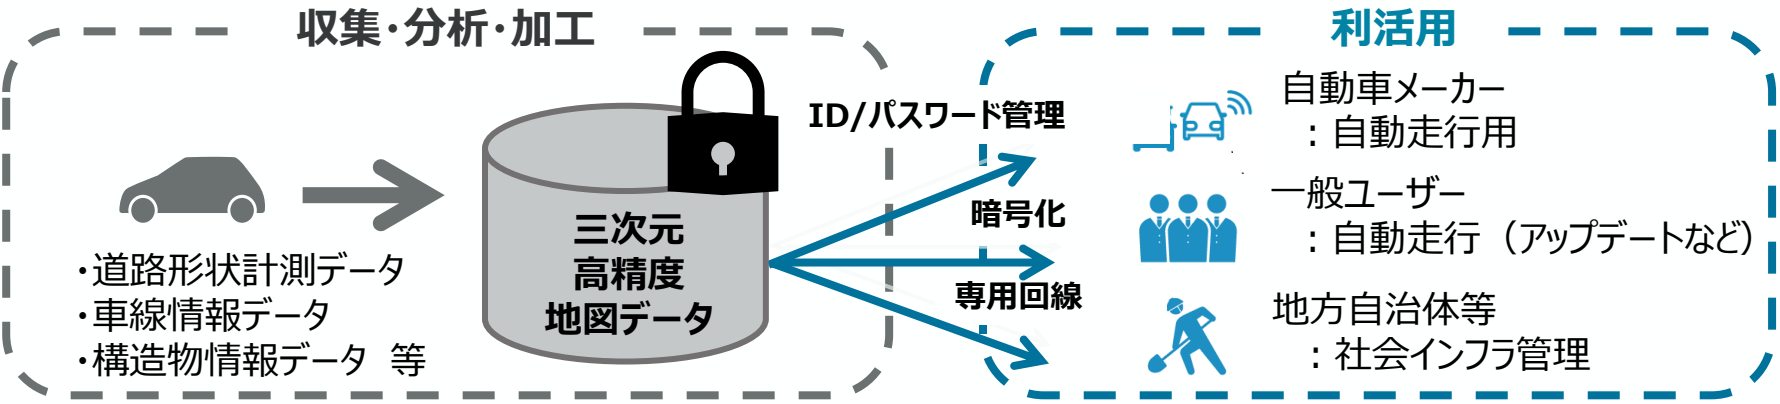 収集・分析・加工
・道路形状計測データ
・車線情報データ
・構造物情報データ 等
三次元
高精度
地図データ
ID/パスワード管理
暗号化
専用回線
利活用
自動車メーカー
：自動走行用
一般ユーザー
：自動走行（アップデートなど）
地方自治体等
：社会インフラ管理